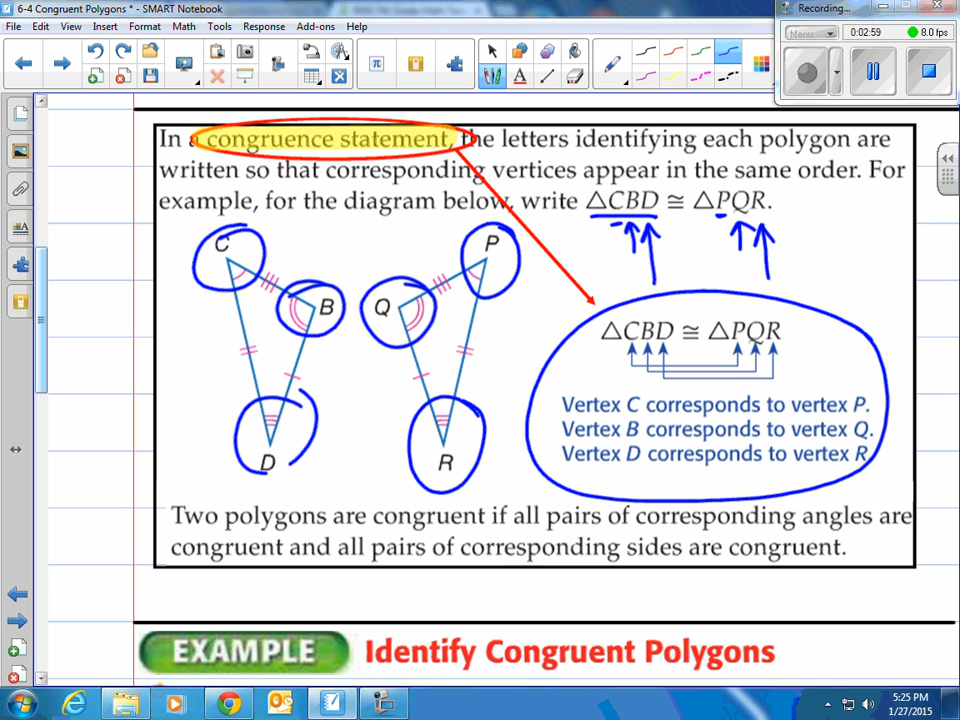 6-4 Congruent Polygons * - SMART Notebook
Recording...
File Edit View Insert Format Math Tools Response Add-ons Help
Menu
0:02:59
8.0 fps
In a congruence statement, the letters identifying each polygon are
written so that corresponding vertices appear in the same order. For
example, for the diagram below, write △CBD ≅ △PQR.
C
P
B
Q
D
R
△CBD ≅ △PQR
Vertex C corresponds to vertex P.
Vertex B corresponds to vertex Q.
Vertex D corresponds to vertex R.
Two polygons are congruent if all pairs of corresponding angles are
congruent and all pairs of corresponding sides are congruent.
EXAMPLE Identify Congruent Polygons
5:25 PM
1/27/2015